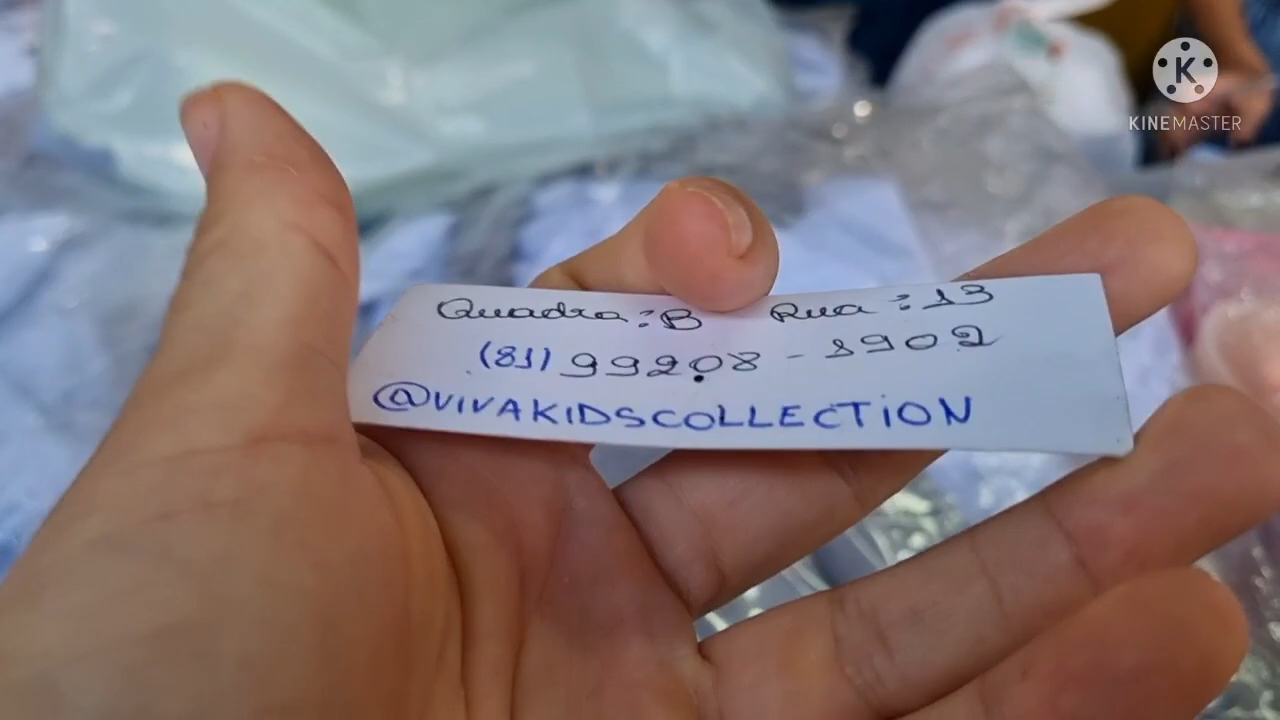 KINEMASTER
Quadra: B Rua: 13
(81) 99208-1902
@VIVAKIDSCOLLECTION